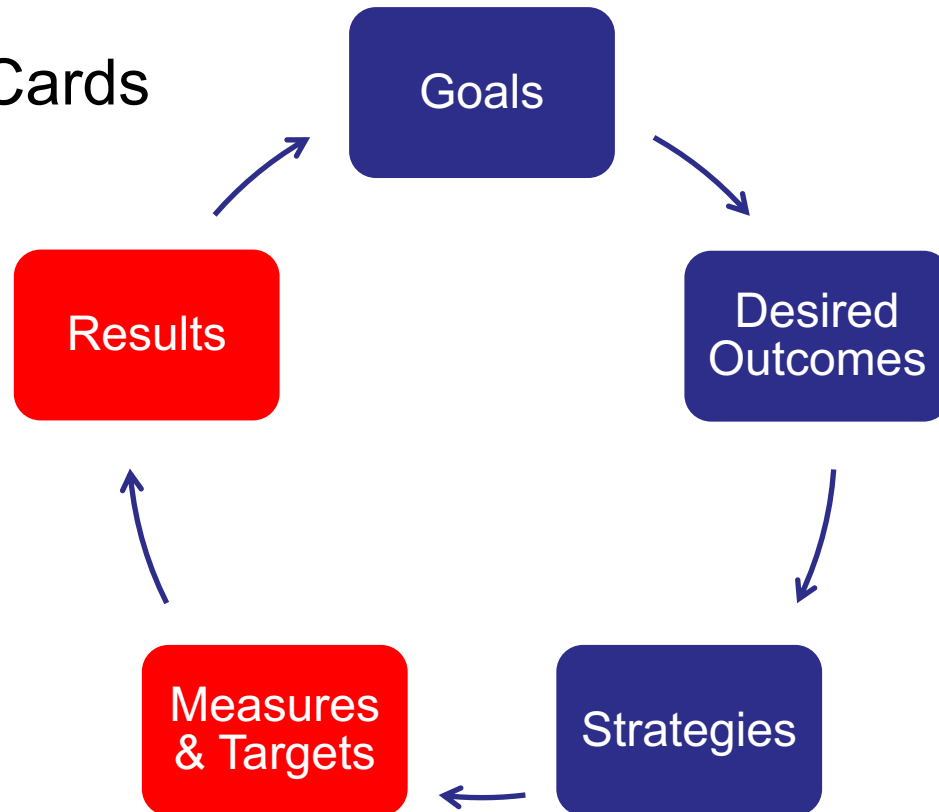 Cards
Goals
Desired
Outcomes
Strategies
Measures
& Targets
Results